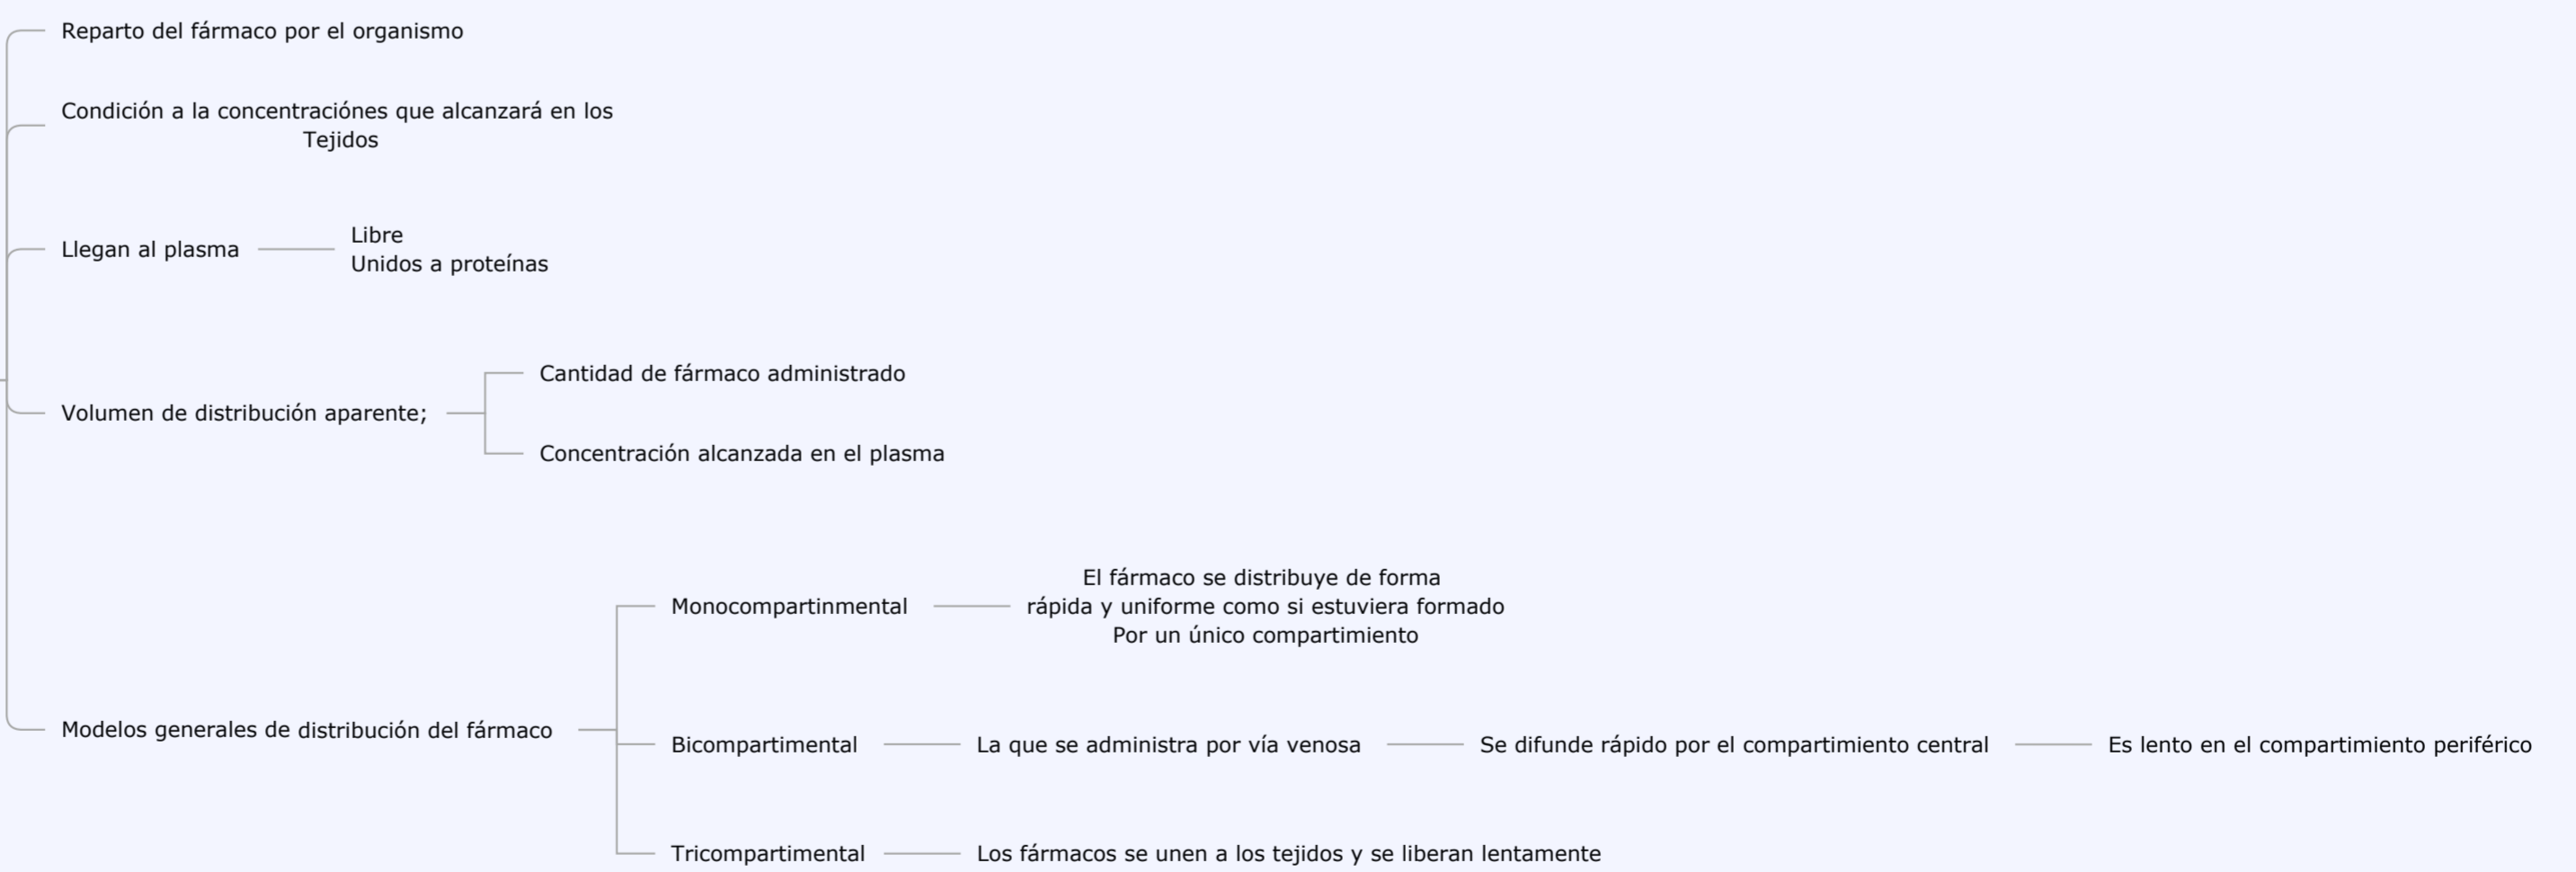 Reparto del fármaco por el organismo
Condición a la concentraciónes que alcanzará en los
Tejidos
Llegan al plasma
Libre
Unidos a proteínas
Volumen de distribución aparente;
Cantidad de fármaco administrado
Concentración alcanzada en el plasma
Modelos generales de distribución del fármaco
Monocompartinmental
El fármaco se distribuye de forma
rápida y uniforme como si estuviera formado
Por un único compartimiento
Bicompartimental
La que se administra por vía venosa
Se difunde rápido por el compartimiento central
Es lento en el compartimiento periférico
Tricompartimental
Los fármacos se unen a los tejidos y se liberan lentamente